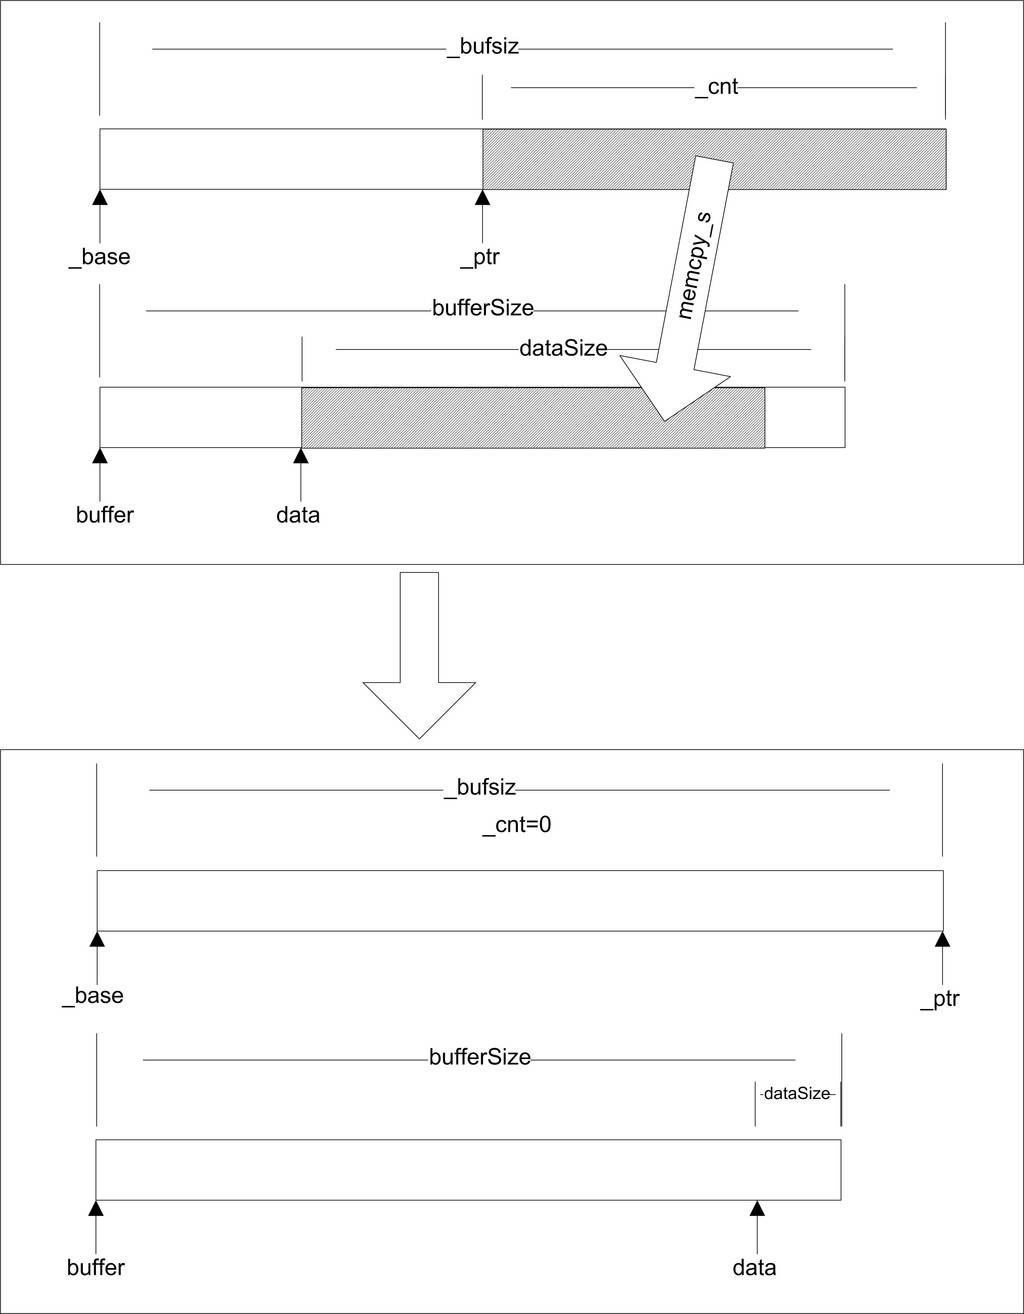 _bufsiz
_cnt
memcpy_s
_base
_ptr
bufferSize
dataSize
buffer
data
_bufsiz
_cnt=0
_base
_ptr
bufferSize
dataSize
buffer
data